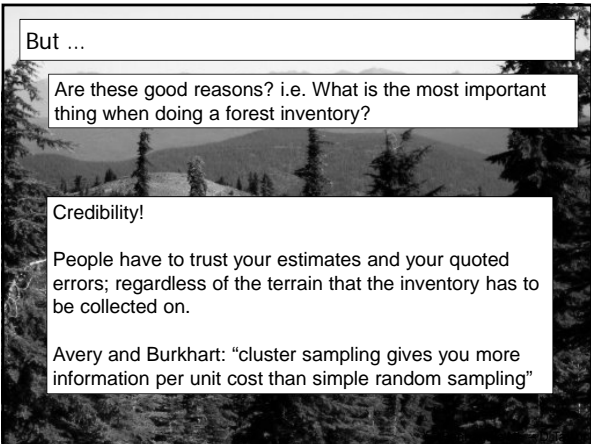 But ...
Are these good reasons? i.e. What is the most important
thing when doing a forest inventory?
Credibility!
People have to trust your estimates and your quoted
errors; regardless of the terrain that the inventory has to
be collected on.
Avery and Burkhart: “cluster sampling gives you more
information per unit cost than simple random sampling”